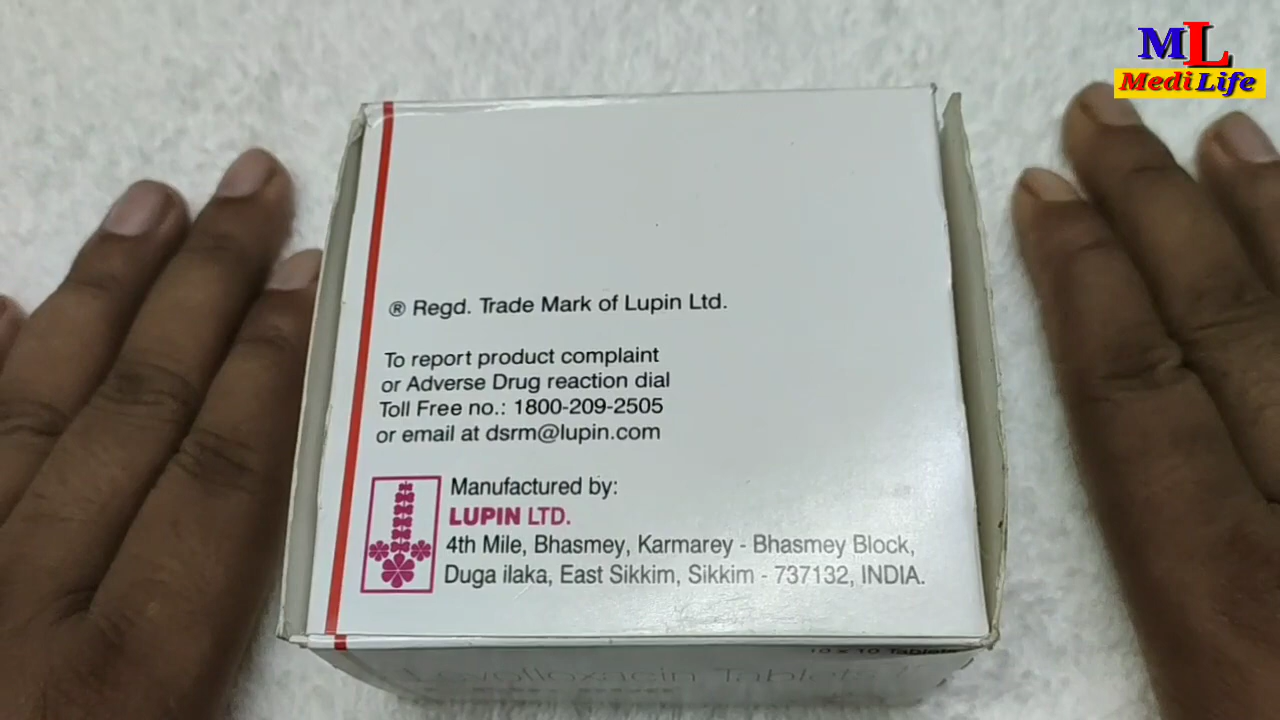 ML
Medi Life
® Regd. Trade Mark of Lupin Ltd.
To report product complaint
or Adverse Drug reaction dial
Toll Free no.: 1800-209-2505
or email at dsrm@lupin.com
Manufactured by:
LUPIN LTD.
4th Mile, Bhasmey, Karmarey - Bhasmey Block,
Duga ilaka, East Sikkim, Sikkim - 737132, INDIA.
10 x 10 Tablets
Levofloxacin Tablets